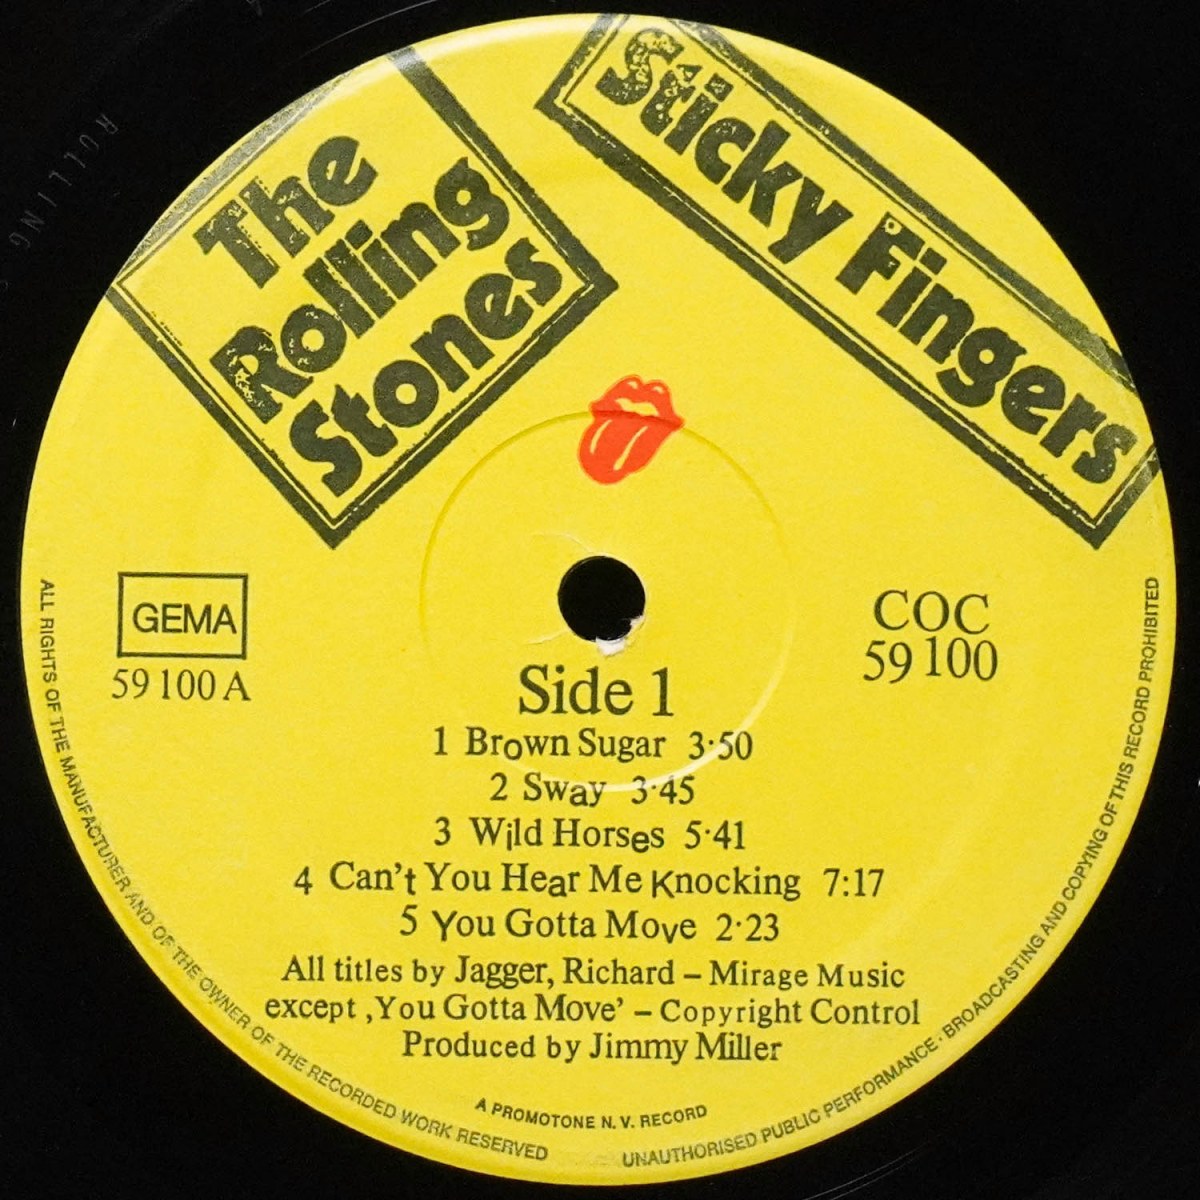 ROLLING
The
Rolling
Stones
Sticky Fingers
GEMA
59 100 A
COC
59 100
Side 1
1 Brown Sugar 3·50
2 Sway 3·45
3 Wild Horses 5·41
4 Can't You Hear Me Knocking 7:17
5 You Gotta Move 2·23
All titles by Jagger, Richard – Mirage Music
except ‚You Gotta Move' – Copyright Control
Produced by Jimmy Miller
A PROMOTONE N. V. RECORD
ALL RIGHTS OF THE MANUFACTURER AND/OF THE OWNER OF THE RECORDED WORK RESERVED
UNAUTHORISED PUBLIC PERFORMANCE · BROADCASTING AND COPYING OF THIS RECORD PROHIBITED